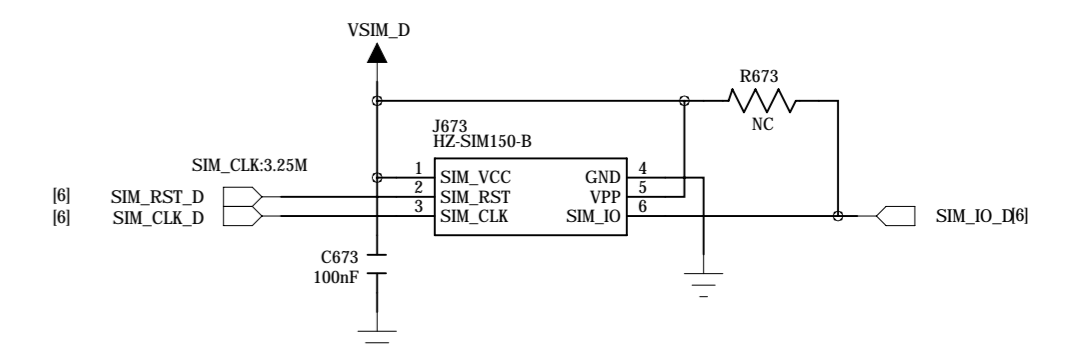 VSIM_D
R673
NC
J673
HZ-SIM150-B
SIM_CLK:3.25M
1 SIM_VCC GND 4
[6] SIM_RST_D 2 SIM_RST VPP 5
[6] SIM_CLK_D 3 SIM_CLK SIM_IO 6 SIM_IO_D[6]
C673
100nF